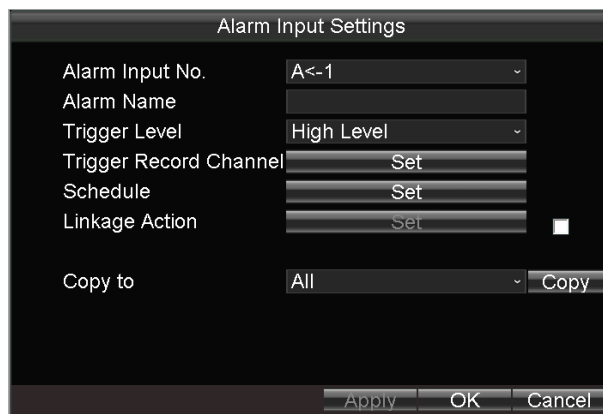 Alarm Input Settings
Alarm Input No. A<-1
Alarm Name
Trigger Level High Level
Trigger Record Channel Set
Schedule Set
Linkage Action Set
Copy to All Copy
Apply OK Cancel